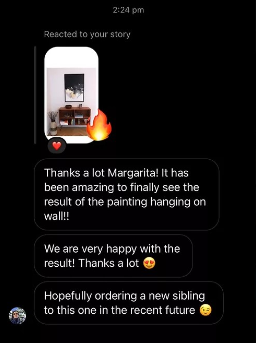 2:24 pm
Reacted to your story
Thanks a lot Margarita! It has
been amazing to finally see the
result of the painting hanging on
wall!!
We are very happy with the
result! Thanks a lot 😍
Hopefully ordering a new sibling
to this one in the recent future 😉